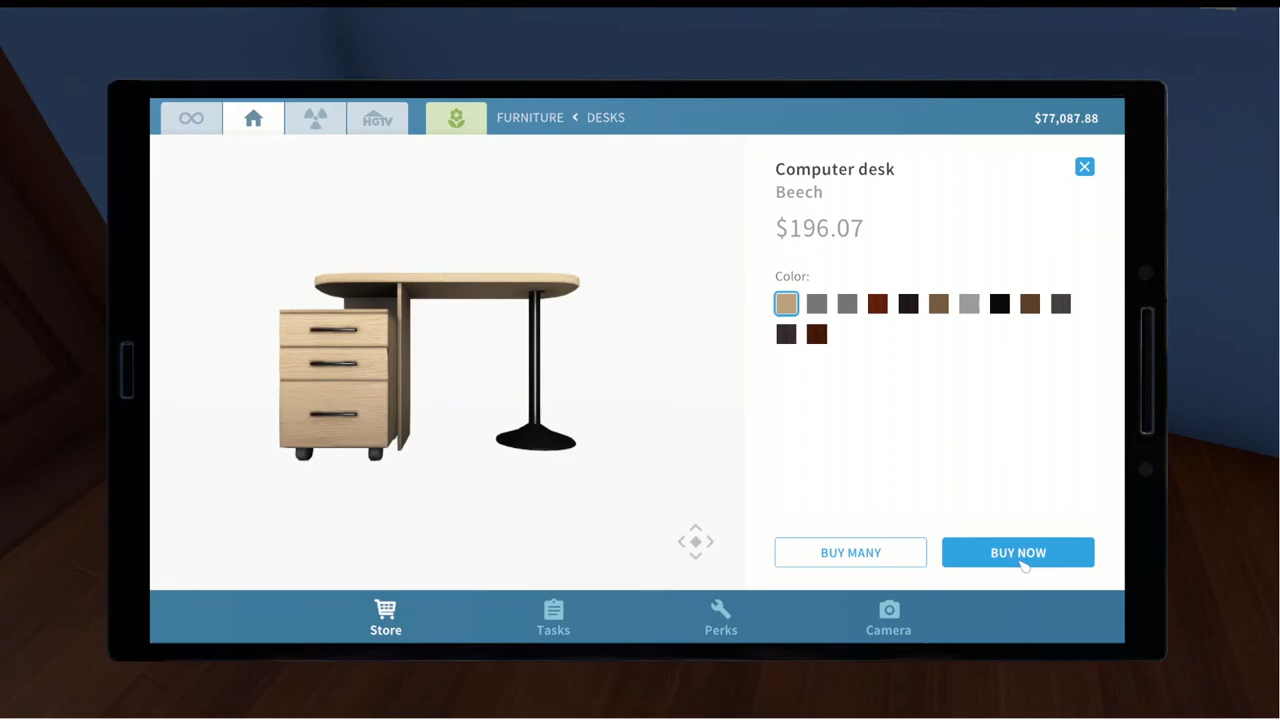 HGTV
FURNITURE < DESKS
$77,087.88
Computer desk
Beech
$196.07
Color:
BUY MANY
BUY NOW
Store
Tasks
Perks
Camera